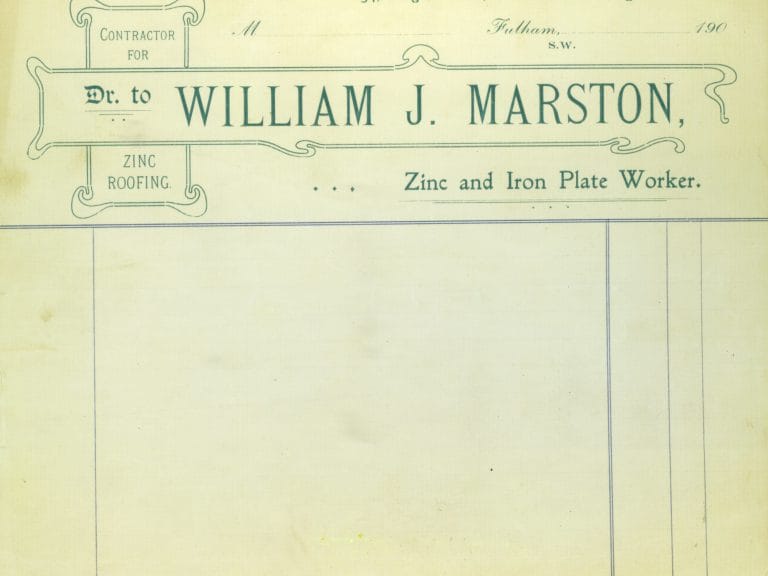 M Fulham, 190
S.W.
CONTRACTOR
FOR
Dr. to WILLIAM J. MARSTON,
ZINC
ROOFING.
. . . Zinc and Iron Plate Worker.